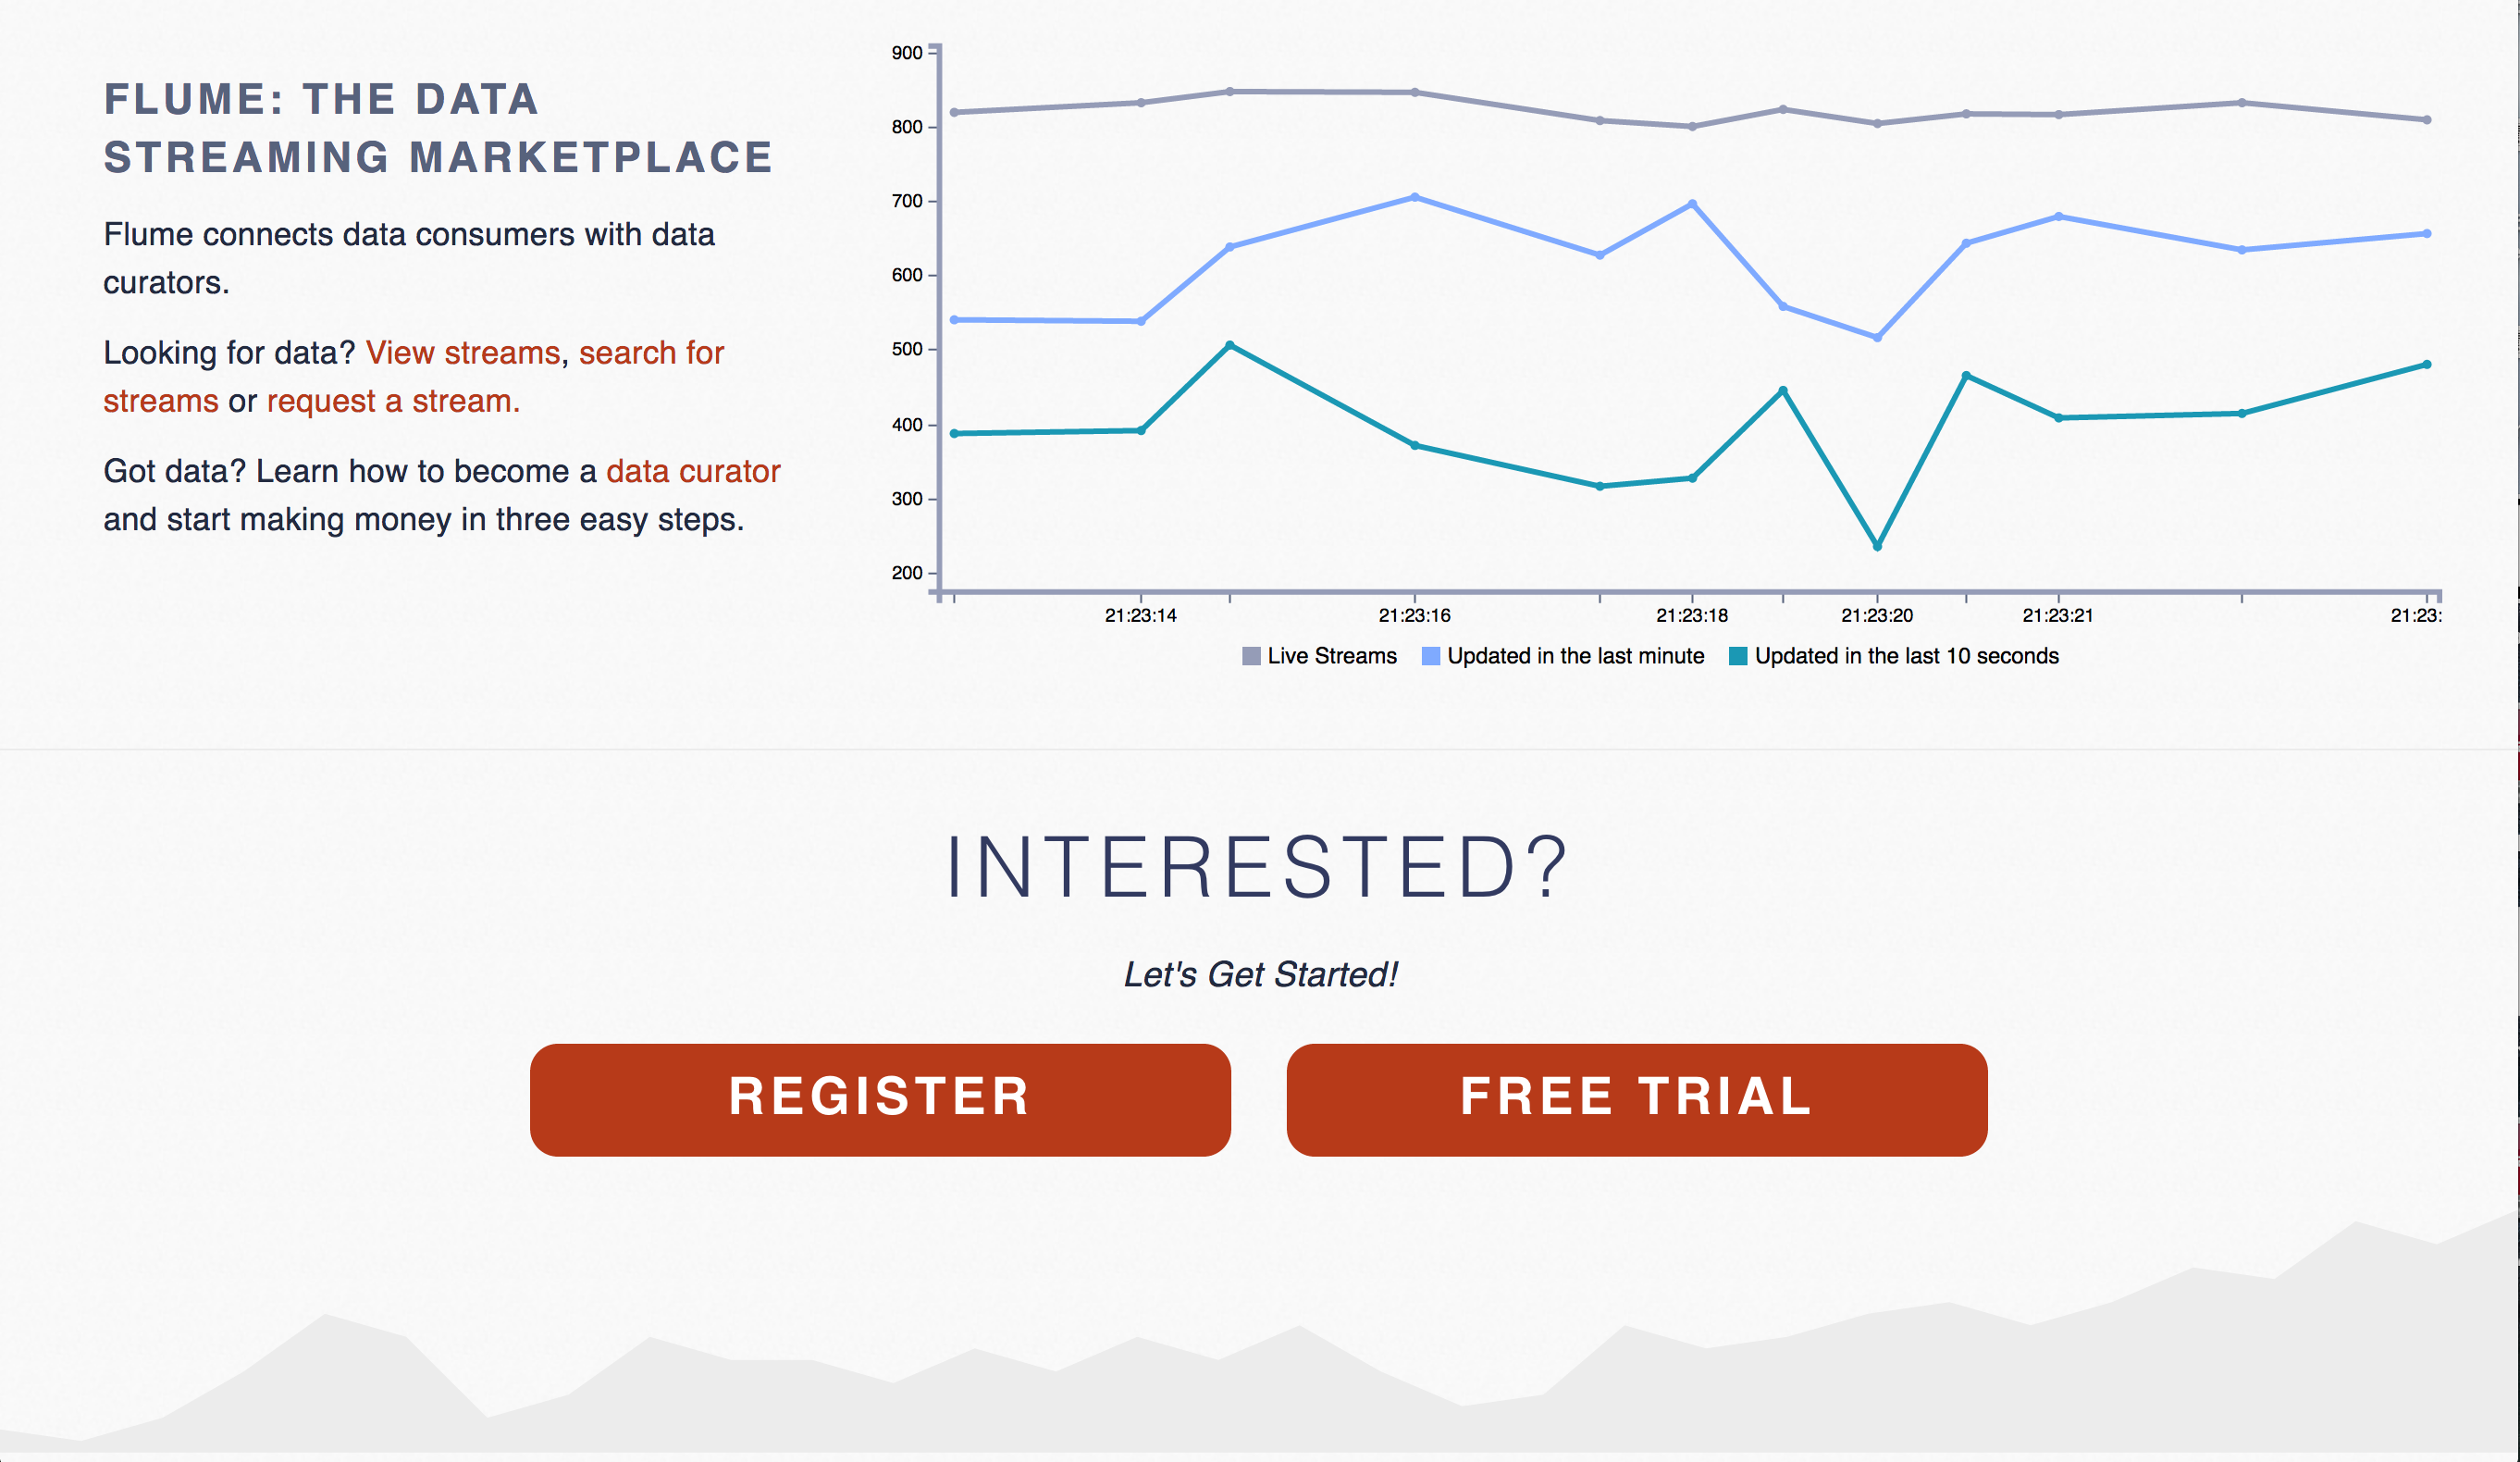 FLUME: THE DATA
STREAMING MARKETPLACE
Flume connects data consumers with data
curators.
Looking for data? View streams, search for
streams or request a stream.
Got data? Learn how to become a data curator
and start making money in three easy steps.
900
800
700
600
500
400
300
200
21:23:14 21:23:16 21:23:18 21:23:20 21:23:21 21:23:
Live Streams Updated in the last minute Updated in the last 10 seconds
INTERESTED?
Let's Get Started!
REGISTER FREE TRIAL